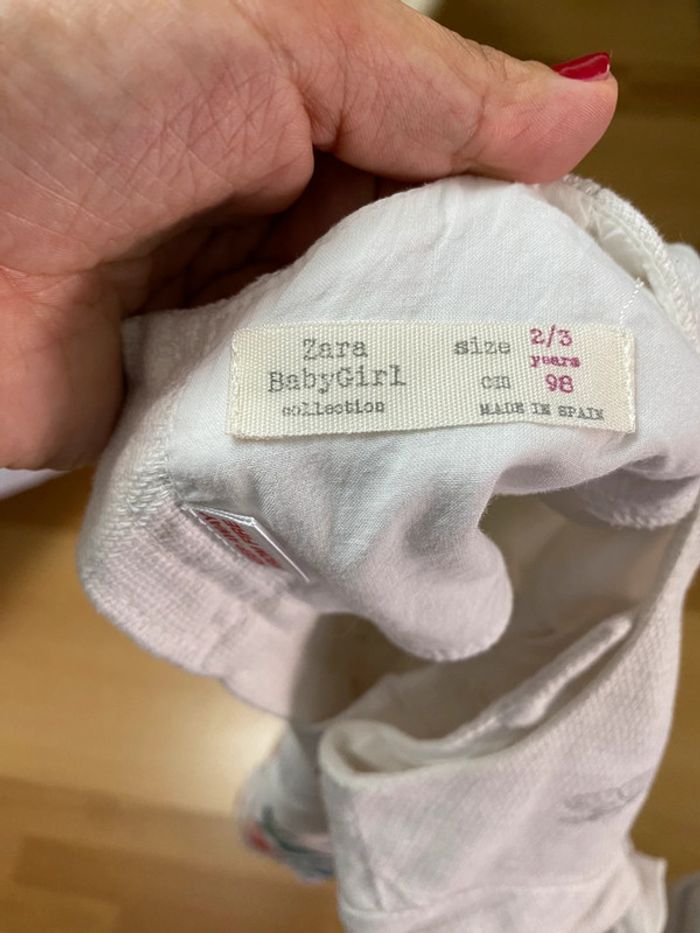 Zara
BabyGirl
collection
size 2/3
years
cm 98
MADE IN SPAIN